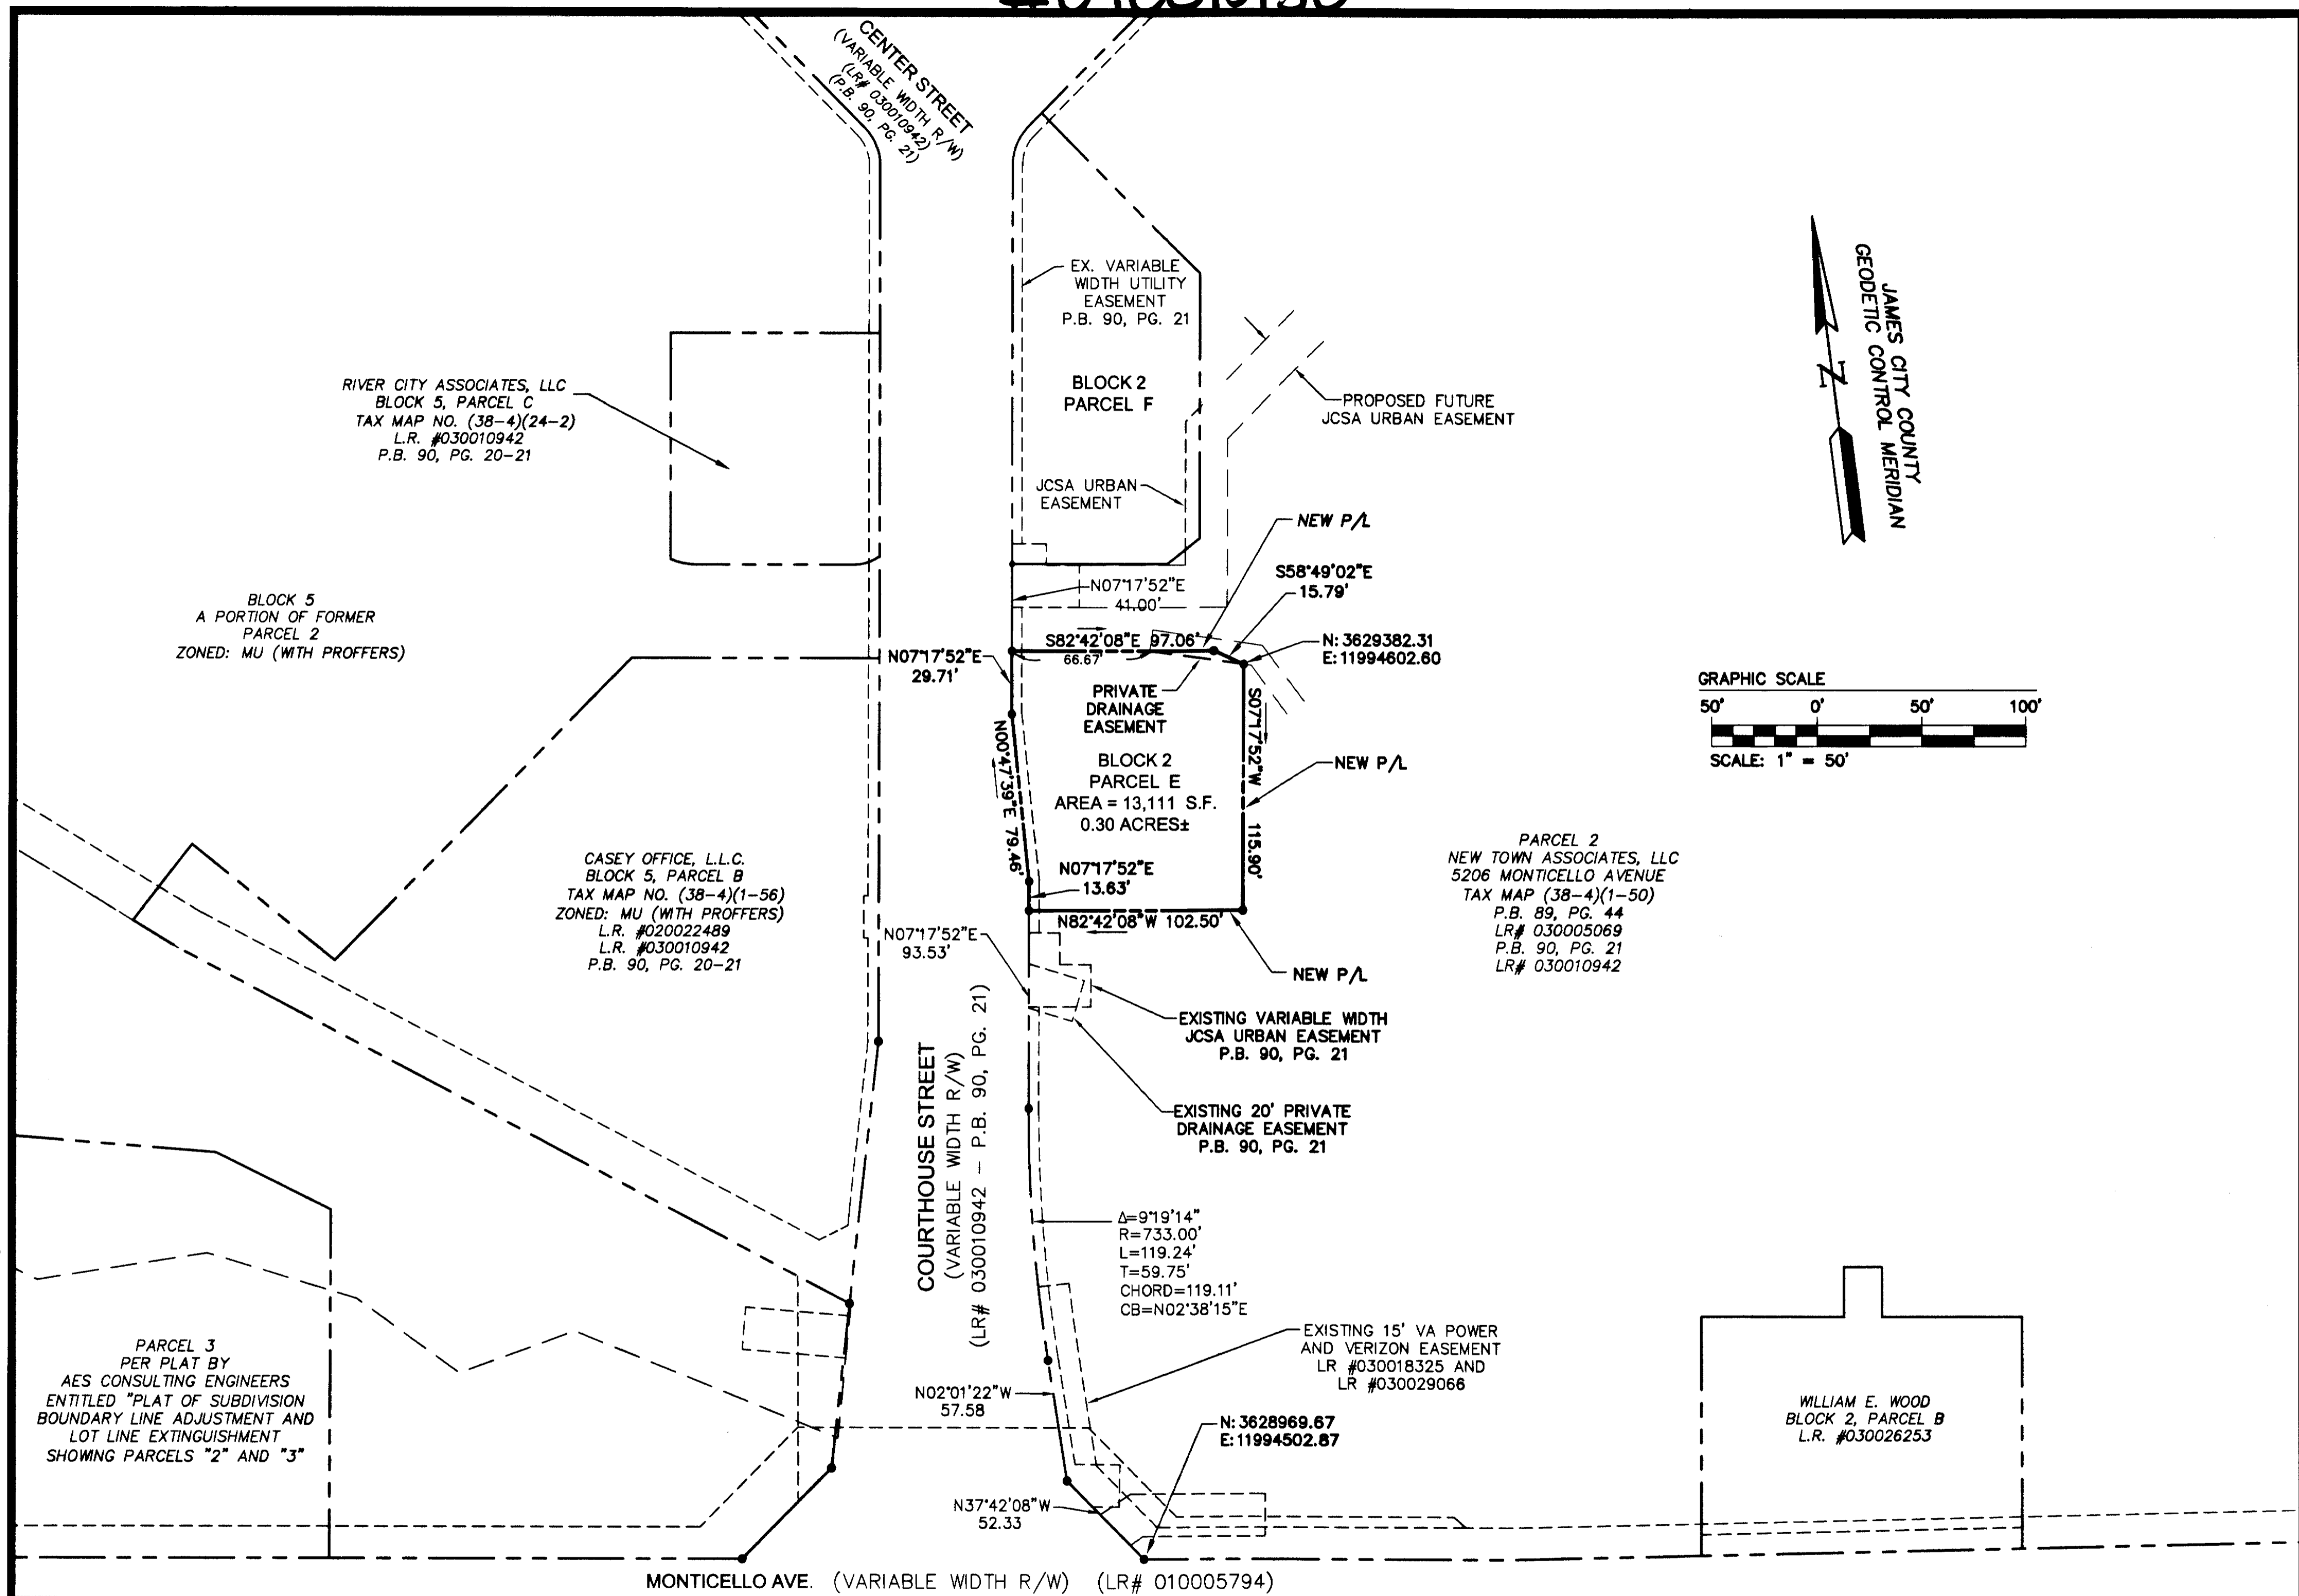 CENTER STREET
(VARIABLE WIDTH R/W)
(LR# 030010942)
(P.B. 90, PG. 21)
EX. VARIABLE
WIDTH UTILITY
EASEMENT
P.B. 90, PG. 21
BLOCK 2
PARCEL F
JCSA URBAN
EASEMENT
PROPOSED FUTURE
JCSA URBAN EASEMENT
JAMES CITY COUNTY
GEODETIC CONTROL MERIDIAN
N
RIVER CITY ASSOCIATES, LLC
BLOCK 5, PARCEL C
TAX MAP NO. (38-4)(24-2)
L.R. #030010942
P.B. 90, PG. 20-21
NEW P/L
S58°49'02"E
15.79'
N07°17'52"E
41.00'
S82°42'08"E 97.06'
66.67'
N: 3629382.31
E: 11994602.60
BLOCK 5
A PORTION OF FORMER
PARCEL 2
ZONED: MU (WITH PROFFERS)
N07°17'52"E
29.71'
PRIVATE
DRAINAGE
EASEMENT
S07°17'52"W 115.90'
N00°47'39"E 79.46'
BLOCK 2
PARCEL E
AREA = 13,111 S.F.
0.30 ACRES±
NEW P/L
GRAPHIC SCALE
50' 0' 50' 100'
SCALE: 1" = 50'
N07°17'52"E
13.63'
N82°42'08"W 102.50'
NEW P/L
CASEY OFFICE, L.L.C.
BLOCK 5, PARCEL B
TAX MAP NO. (38-4)(1-56)
ZONED: MU (WITH PROFFERS)
L.R. #020022489
L.R. #030010942
P.B. 90, PG. 20-21
N07°17'52"E
93.53'
PARCEL 2
NEW TOWN ASSOCIATES, LLC
5206 MONTICELLO AVENUE
TAX MAP (38-4)(1-50)
P.B. 89, PG. 44
LR# 030005069
P.B. 90, PG. 21
LR# 030010942
EXISTING VARIABLE WIDTH
JCSA URBAN EASEMENT
P.B. 90, PG. 21
EXISTING 20' PRIVATE
DRAINAGE EASEMENT
P.B. 90, PG. 21
COURTHOUSE STREET
(VARIABLE WIDTH R/W)
(LR# 030010942 - P.B. 90, PG. 21)
Δ=9°19'14"
R=733.00'
L=119.24'
T=59.75'
CHORD=119.11'
CB=N02°38'15"E
EXISTING 15' VA POWER
AND VERIZON EASEMENT
LR #030018325 AND
LR #030029066
N02°01'22"W
57.58
N: 3628969.67
E: 11994502.87
N37°42'08"W
52.33
PARCEL 3
PER PLAT BY
AES CONSULTING ENGINEERS
ENTITLED "PLAT OF SUBDIVISION
BOUNDARY LINE ADJUSTMENT AND
LOT LINE EXTINGUISHMENT
SHOWING PARCELS "2" AND "3"
WILLIAM E. WOOD
BLOCK 2, PARCEL B
L.R. #030026253
MONTICELLO AVE. (VARIABLE WIDTH R/W) (LR# 010005794)